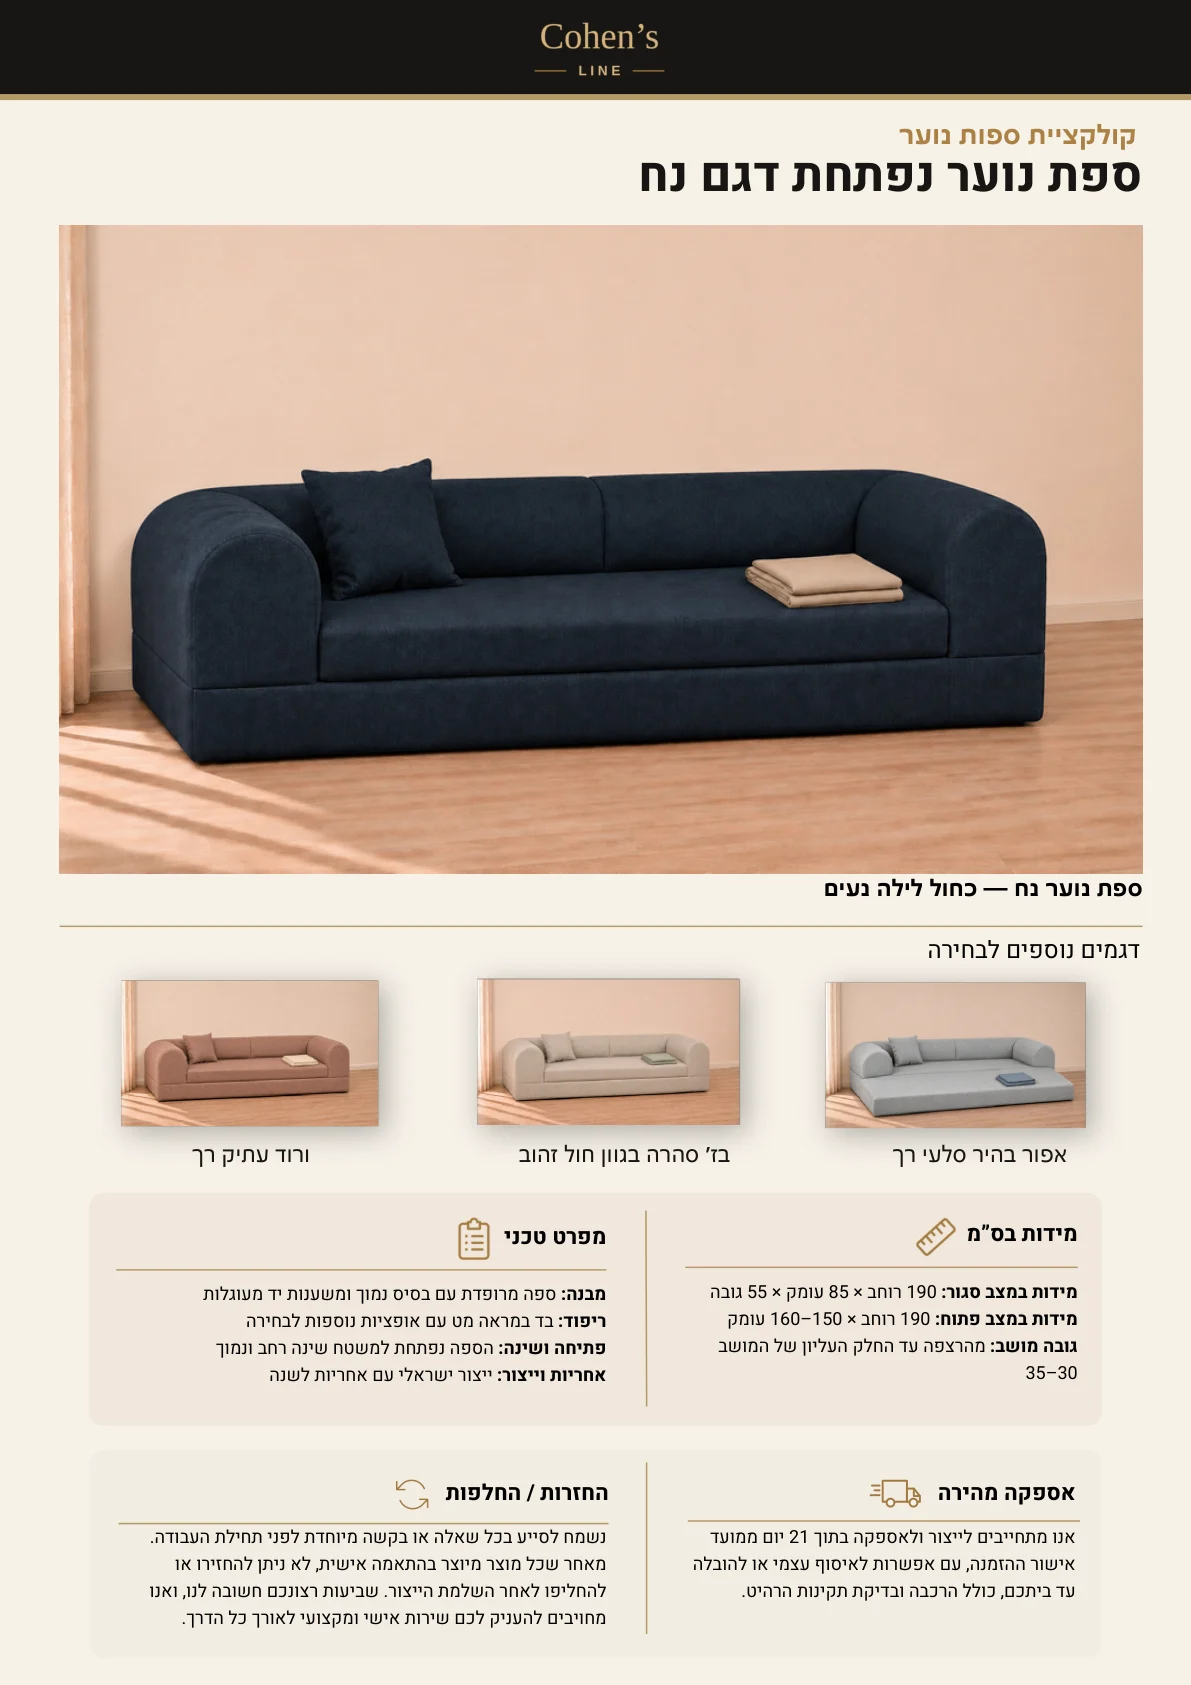 Cohen’s
LINE
קולקציית ספות נוער
ספת נוער נפתחת דגם נח
ספת נוער נח — כחול לילה נעים
דגמים נוספים לבחירה
אפור בהיר סלעי רך
בז׳ סהרה בגוון חול זהוב
ורוד עתיק רך
מידות בס״מ
מידות במצב סגור: 190 רוחב × 85 עומק × 55 גובה
מידות במצב פתוח: 190 רוחב × 150–160 עומק
גובה מושב: מהרצפה עד החלק העליון של המושב
30–35
מפרט טכני
מבנה: ספה מרופדת עם בסיס נמוך ומשענות יד מעוגלות
ריפוד: בד במראה מט עם אופציות נוספות לבחירה
פתיחה ושינה: הספה נפתחת למשטח שינה רחב ונמוך
אחריות וייצור: ייצור ישראלי עם אחריות לשנה
אספקה מהירה
אנו מתחייבים לייצור ולאספקה בתוך 21 יום ממועד
אישור ההזמנה, עם אפשרות לאיסוף עצמי או להובלה
עד ביתכם, כולל הרכבה ובדיקת תקינות הרהיט.
החזרות / החלפות
נשמח לסייע בכל שאלה או בקשה מיוחדת לפני תחילת העבודה.
מאחר שכל מוצר מיוצר בהתאמה אישית, לא ניתן להחזירו או
להחליפו לאחר השלמת הייצור. שביעות רצונכם חשובה לנו, ואנו
מחויבים להעניק לכם שירות אישי ומקצועי לאורך כל הדרך.